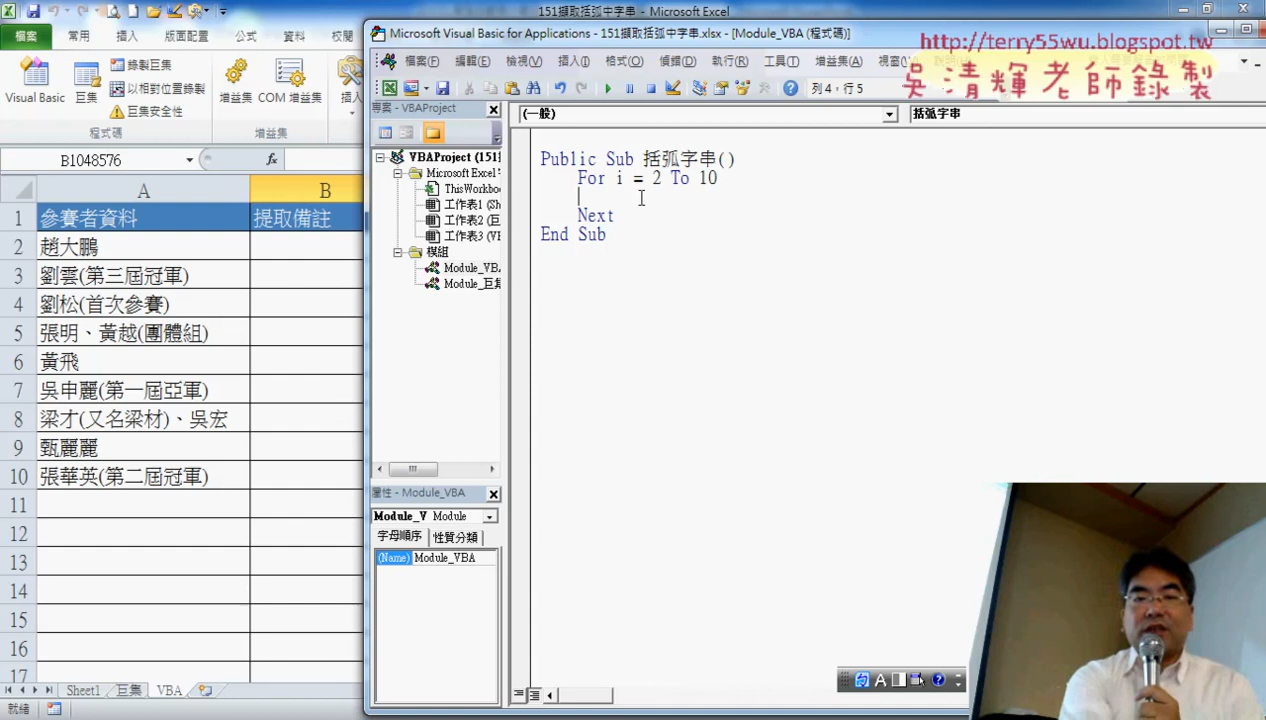 151擷取括弧中字串 - Microsoft Excel
檔案 常用 插入 版面配置 公式 資料 校閱
Visual Basic 巨集 錄製巨集 以相對位置錄製 巨集安全性 增益集 COM 增益集 插入
程式碼 增益集
B1048576 fx
A B
1 參賽者資料 提取備註
2 趙大鵬
3 劉雲(第三屆冠軍)
4 劉松(首次參賽)
5 張明、黃越(團體組)
6 黃飛
7 吳申麗(第一屆亞軍)
8 梁才(又名梁材)、吳宏
9 甄麗麗
10 張華英(第二屆冠軍)
11
12
13
14
15
16
17
Sheet1 巨集 VBA
就緒
Microsoft Visual Basic for Applications - 151擷取括弧中字串.xlsx - [Module_VBA (程式碼)]
檔案(F) 編輯(E) 檢視(V) 插入(I) 格式(O) 偵錯(D) 執行(R) 工具(T) 增益集(A)
http://terry55wu.blogspot.tw
吳清輝老師錄製
列 4，行 5
專案 - VBAProject
VBAProject (151
Microsoft Excel
ThisWorkbo
工作表1 (Sh
工作表2 (巨
工作表3 (VB
模組
Module_VBA
Module_巨集
屬性 - Module_VBA
Module_V Module
字母順序 性質分類
(Name) Module_VBA
(一般) 括弧字串
Public Sub 括弧字串()
For i = 2 To 10
Next
End Sub